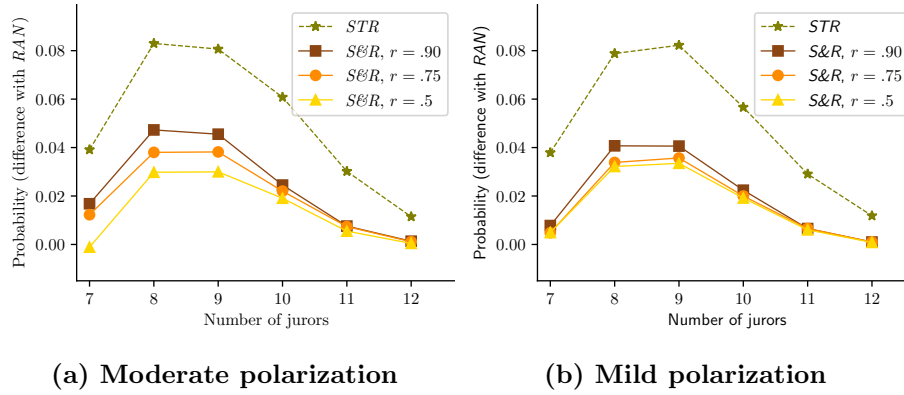 Probability (difference with RAN)
0.08
0.06
0.04
0.02
0.00
STR
S&R, r = .90
S&R, r = .75
S&R, r = .5
7 8 9 10 11 12
Number of jurors
(a) Moderate polarization
Probability (difference with RAN)
0.08
0.06
0.04
0.02
0.00
STR
S&R, r = .90
S&R, r = .75
S&R, r = .5
7 8 9 10 11 12
Number of jurors
(b) Mild polarization